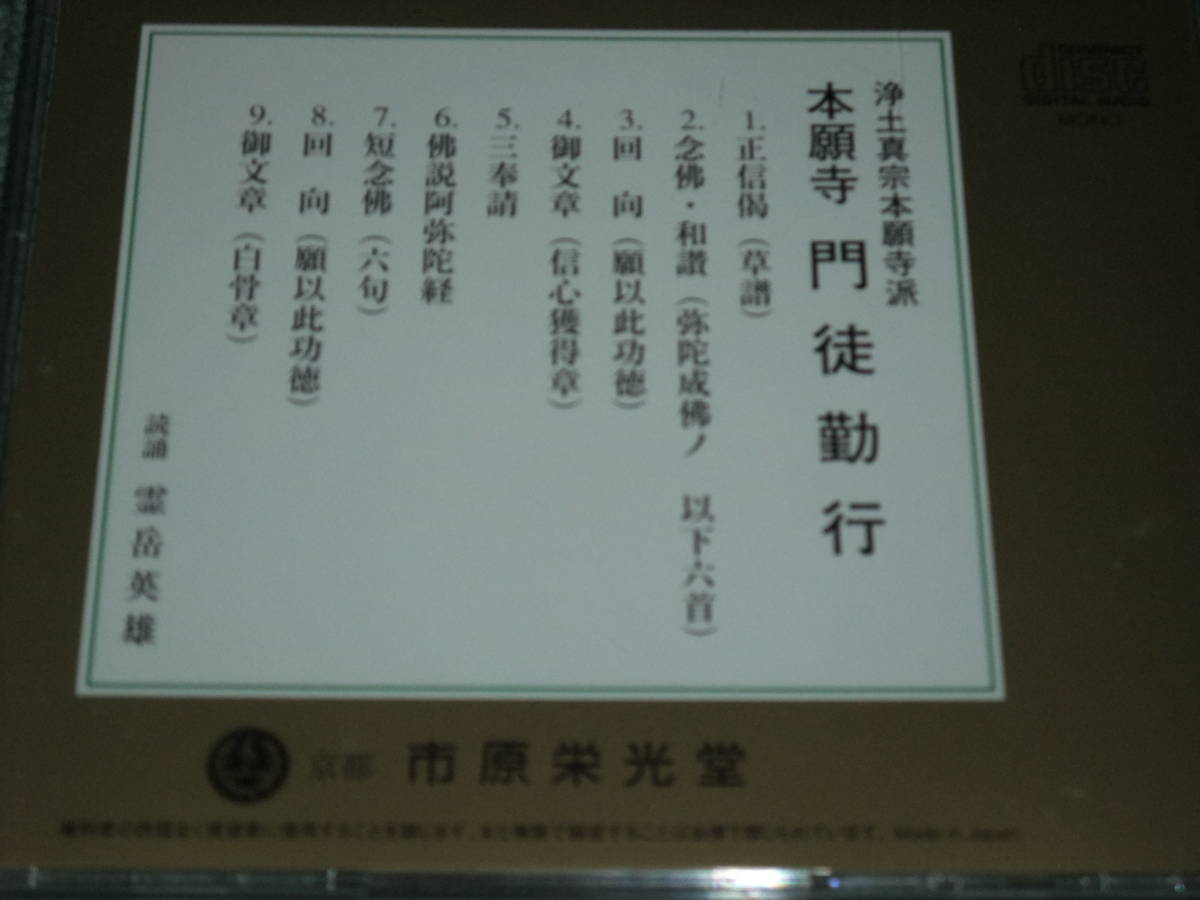 浄土真宗本願寺派
本願寺 門徒勤行
1.正信偈(草譜)
2.念佛・和讃(弥陀成佛ノ 以下六首)
3.回 向(願以此功徳)
4.御文章(信心獲得章)
5.三奉請
6.佛説阿弥陀経
7.短念佛(六句)
8.回 向(願以此功徳)
9.御文章(白骨章)
読誦 霊岳英雄
COMPACT
disc
DIGITAL AUDIO
京都 市原栄光堂